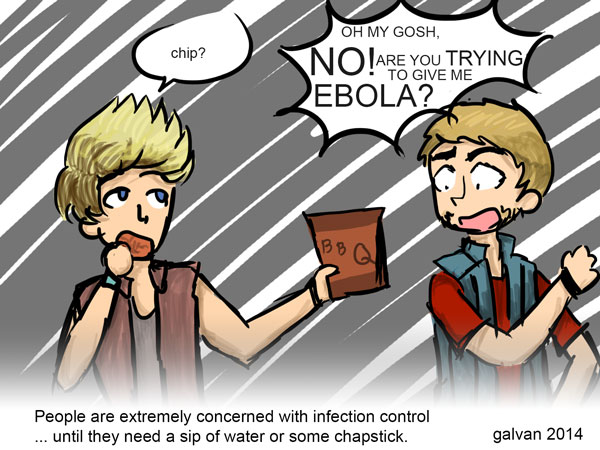 chip?
OH MY GOSH,
NO! ARE YOU TRYING
TO GIVE ME
EBOLA?
BBQ
People are extremely concerned with infection control
... until they need a sip of water or some chapstick.
galvan 2014